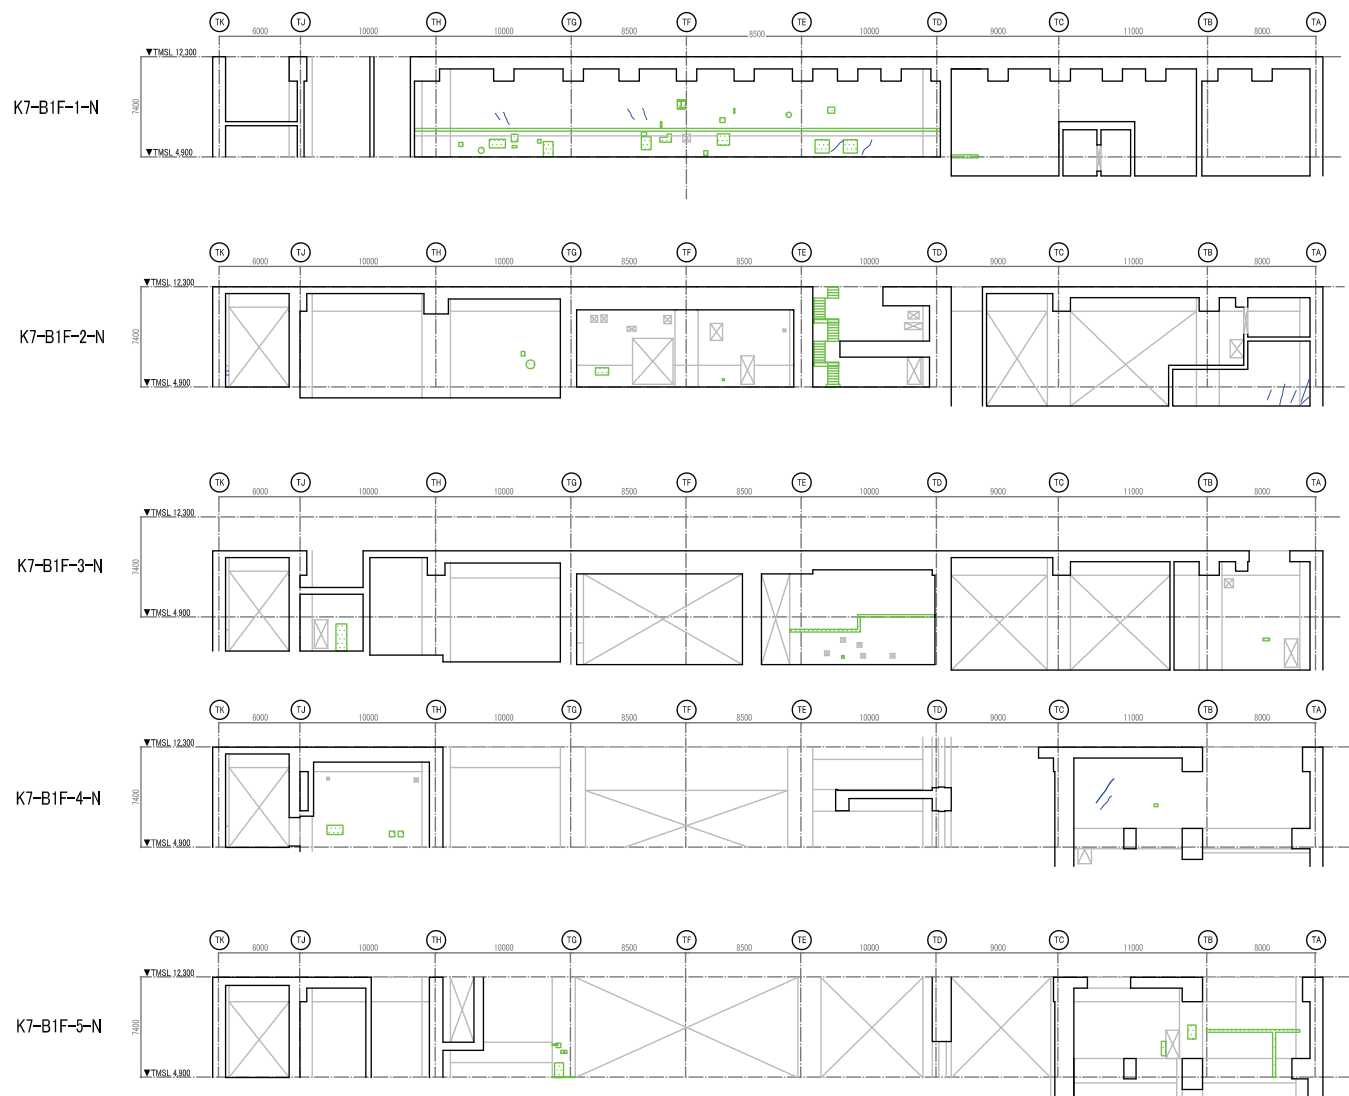 TK TJ TH TG TF TE TD TC TB TA
6000 10000 10000 8500 8500 10000 9000 11000 8000
▼TMSL 12,300
K7-B1F-1-N
7400
▼TMSL 4,900
TK TJ TH TG TF TE TD TC TB TA
6000 10000 10000 8500 8500 10000 9000 11000 8000
▼TMSL 12,300
K7-B1F-2-N
7400
▼TMSL 4,900
TK TJ TH TG TF TE TD TC TB TA
6000 10000 10000 8500 8500 10000 9000 11000 8000
▼TMSL 12,300
K7-B1F-3-N
7400
▼TMSL 4,900
TK TJ TH TG TF TE TD TC TB TA
6000 10000 10000 8500 8500 10000 9000 11000 8000
▼TMSL 12,300
K7-B1F-4-N
7400
▼TMSL 4,900
TK TJ TH TG TF TE TD TC TB TA
6000 10000 10000 8500 8500 10000 9000 11000 8000
▼TMSL 12,300
K7-B1F-5-N
7400
▼TMSL 4,900